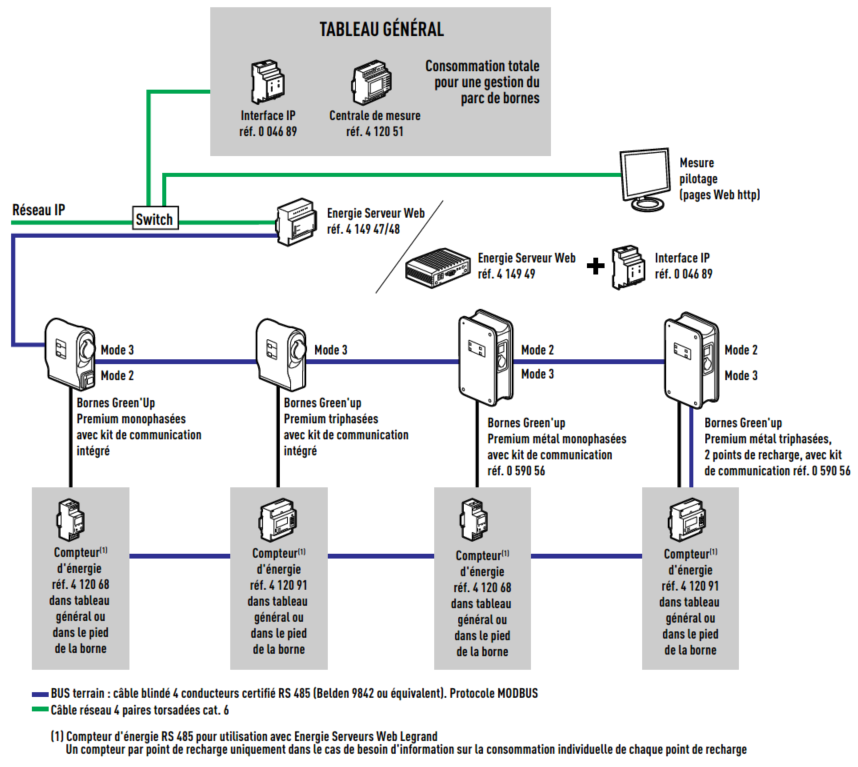 TABLEAU GÉNÉRAL
Consommation totale
pour une gestion du
parc de bornes
Interface IP
réf. 0 046 89
Centrale de mesure
réf. 4 120 51
Mesure
pilotage
(pages Web http)
Réseau IP
Switch
Energie Serveur Web
réf. 4 149 47/48
Energie Serveur Web
réf. 4 149 49
+
Interface IP
réf. 0 046 89
Mode 3
Mode 2
Bornes Green'Up
Premium monophasées
avec kit de communication
intégré
Mode 3
Bornes Green'Up
Premium triphasées
avec kit de communication
intégré
Mode 2
Mode 3
Bornes Green'up
Premium métal monophasées
avec kit de communication
réf. 0 590 56
Mode 2
Mode 3
Bornes Green'up
Premium métal triphasées,
2 points de recharge, avec kit
de communication réf. 0 590 56
Compteur(1)
d'énergie
réf. 4 120 68
dans tableau
général ou
dans le pied
de la borne
Compteur(1)
d'énergie
réf. 4 120 91
dans tableau
général ou
dans le pied
de la borne
Compteur(1)
d'énergie
réf. 4 120 68
dans tableau
général ou
dans le pied
de la borne
Compteur(1)
d'énergie
réf. 4 120 91
dans tableau
général ou
dans le pied
de la borne
BUS terrain : câble blindé 4 conducteurs certifié RS 485 (Belden 9842 ou équivalent). Protocole MODBUS
Câble réseau 4 paires torsadées cat. 6
(1) Compteur d'énergie RS 485 pour utilisation avec Energie Serveurs Web Legrand
Un compteur par point de recharge uniquement dans le cas de besoin d'information sur la consommation individuelle de chaque point de recharge